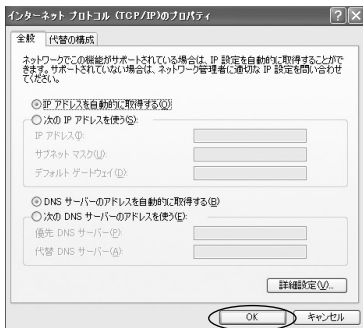 インターネット プロトコル (TCP/IP)のプロパティ
全般 代替の構成
ネットワークでこの機能がサポートされている場合は、IP 設定を自動的に取得することがで
きます。サポートされていない場合は、ネットワーク管理者に適切な IP 設定を問い合わせ
てください。
IP アドレスを自動的に取得する(O)
次の IP アドレスを使う(S):
IP アドレス(I):
サブネット マスク(U):
デフォルト ゲートウェイ(D):
DNS サーバーのアドレスを自動的に取得する(B)
次の DNS サーバーのアドレスを使う(E):
優先 DNS サーバー(P):
代替 DNS サーバー(A):
詳細設定(V)...
OK キャンセル